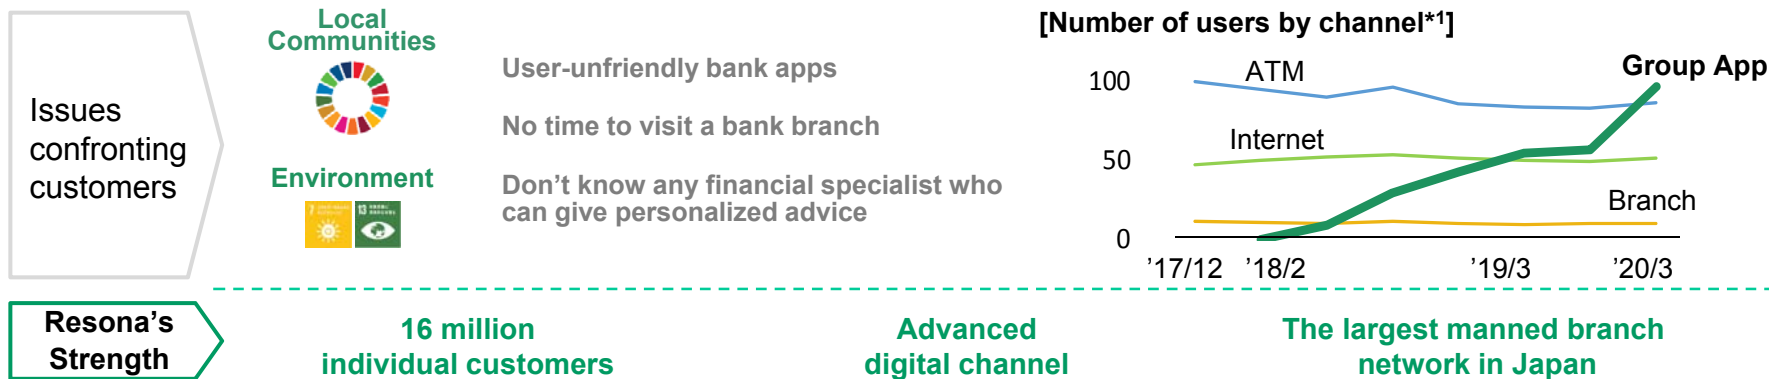 Issues
confronting
customers
Local
Communities
Environment
7
13
User-unfriendly bank apps
No time to visit a bank branch
Don't know any financial specialist who
can give personalized advice
[Number of users by channel*1]
100
50
0
ATM
Internet
Branch
Group App
'17/12
'18/2
'19/3
'20/3
Resona's
Strength
16 million
individual customers
Advanced
digital channel
The largest manned branch
network in Japan